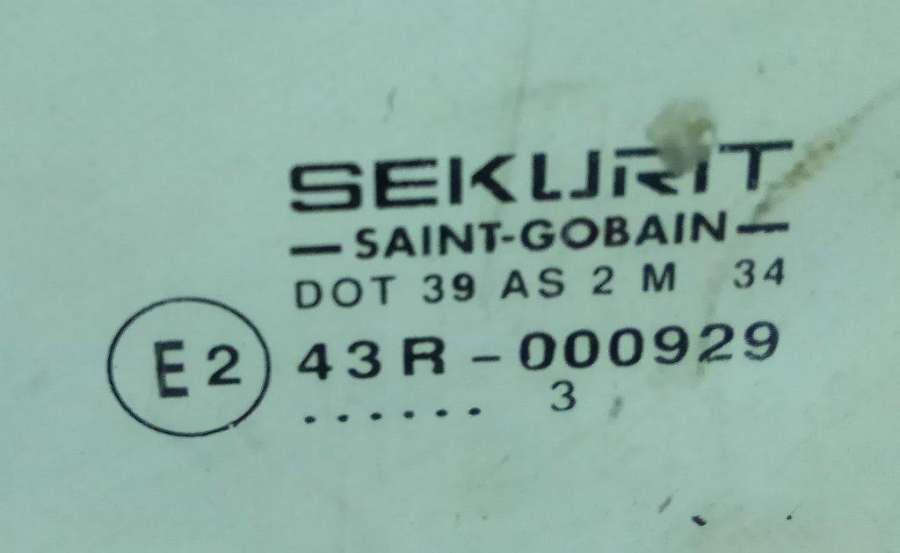 SEKURIT
—SAINT-GOBAIN—
DOT 39 AS 2 M 34
E2 43R-000929
...... 3